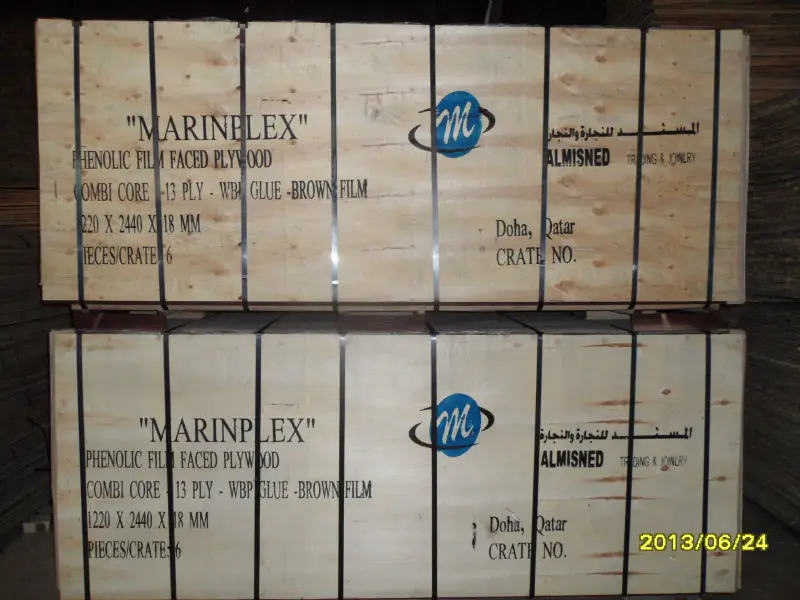 "MARINPLEX"
PHENOLIC FILM FACED PLYWOOD
COMBI CORE - 13 PLY - WBP GLUE -BROWN FILM
1220 X 2440 X 18 MM
PIECES/CRATE 6
m
المسند للتجارة والنجارة
ALMISNED TRADING & JOINERY
Doha, Qatar
CRATE NO.
"MARINPLEX"
PHENOLIC FILM FACED PLYWOOD
COMBI CORE - 13 PLY - WBP GLUE -BROWN FILM
1220 X 2440 X 18 MM
PIECES/CRATE: 6
m
المسند للتجارة والنجارة
ALMISNED TRADING & JOINERY
Doha, Qatar
CRATE NO.
2013/06/24